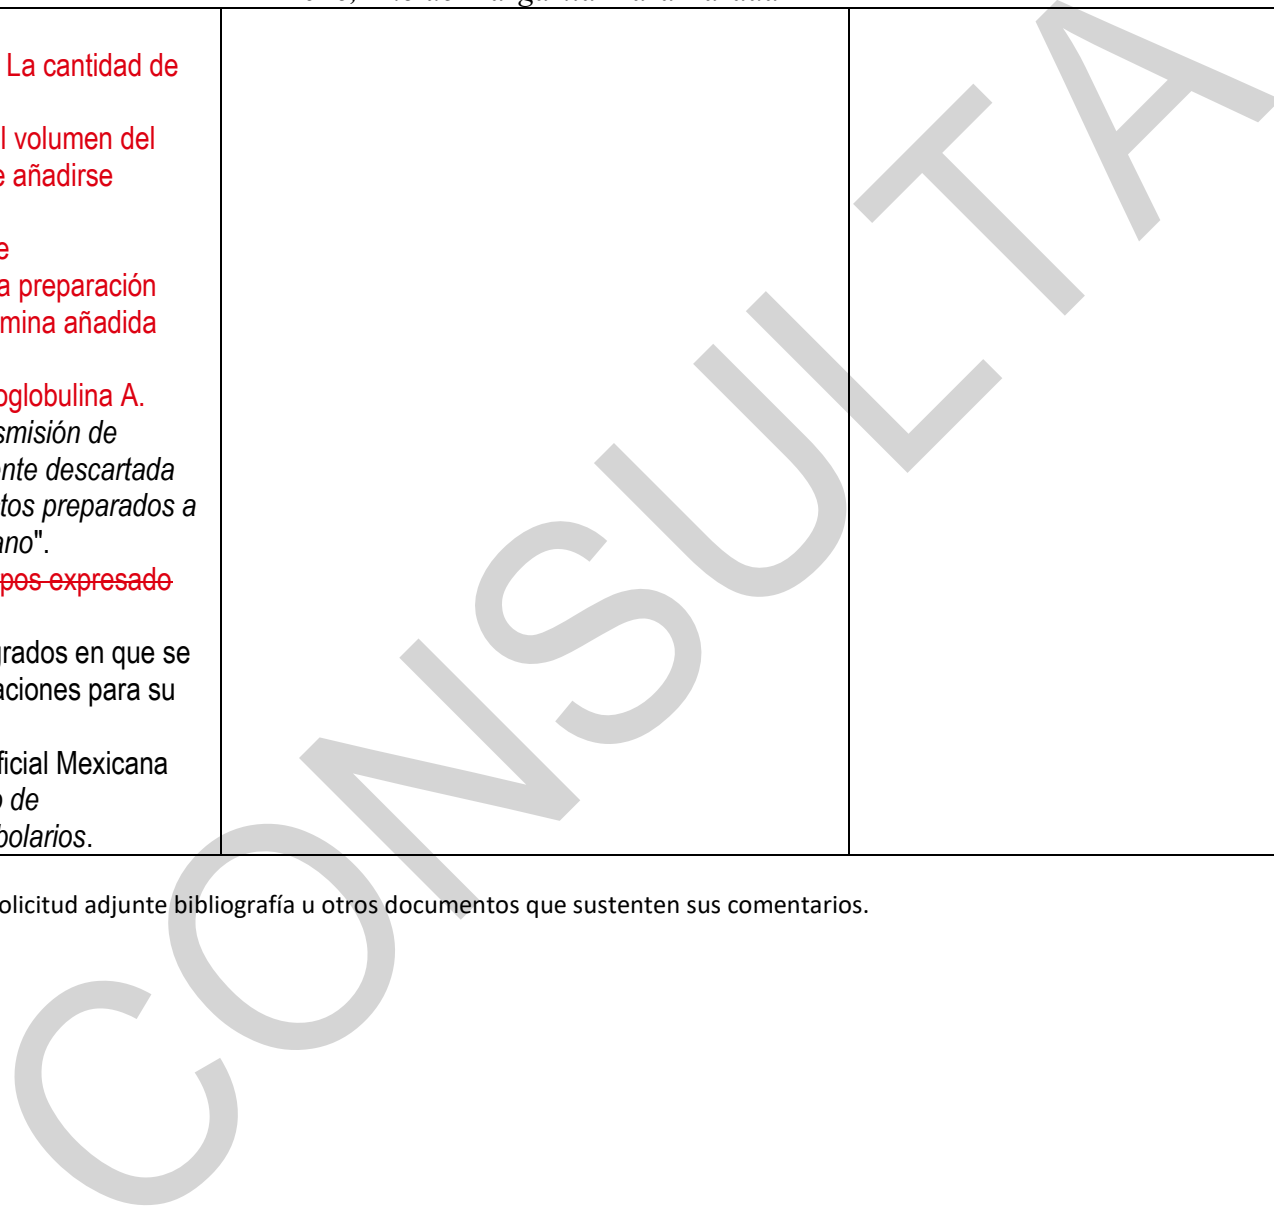 La cantidad de
l volumen del
e añadirse
e
a preparación
mina añadida
oglobulina A.
smisión de
nte descartada
tos preparados a
ano".
pos expresado
grados en que se
aciones para su
ficial Mexicana
o de
bolarios.
olicitud adjunte bibliografía u otros documentos que sustenten sus comentarios.
CONSULTA